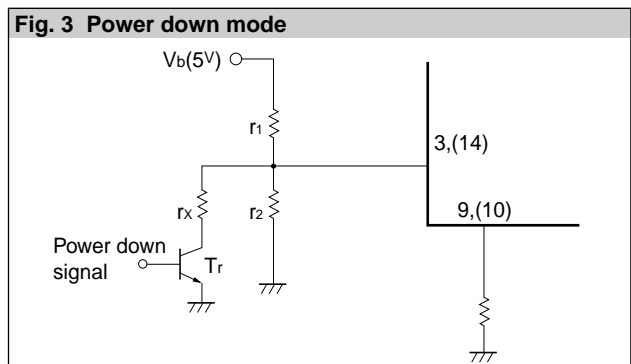 Fig. 3 Power down mode
Vb(5V)
r1
3,(14)
9,(10)
rX
r2
Power down
signal
Tr